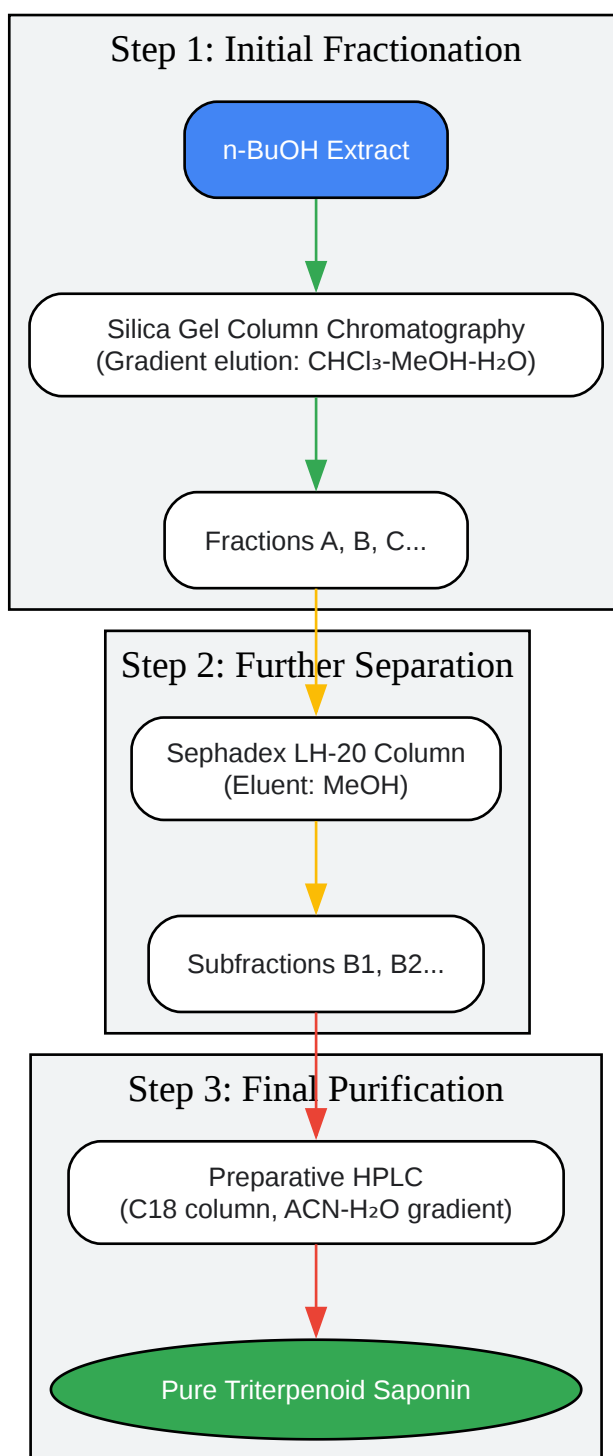 Step 1: Initial Fractionation
n-BuOH Extract
Silica Gel Column Chromatography
(Gradient elution: CHCl₃-MeOH-H₂O)
Fractions A, B, C...
Step 2: Further Separation
Sephadex LH-20 Column
(Eluent: MeOH)
Subfractions B1, B2...
Step 3: Final Purification
Preparative HPLC
(C18 column, ACN-H₂O gradient)
Pure Triterpenoid Saponin